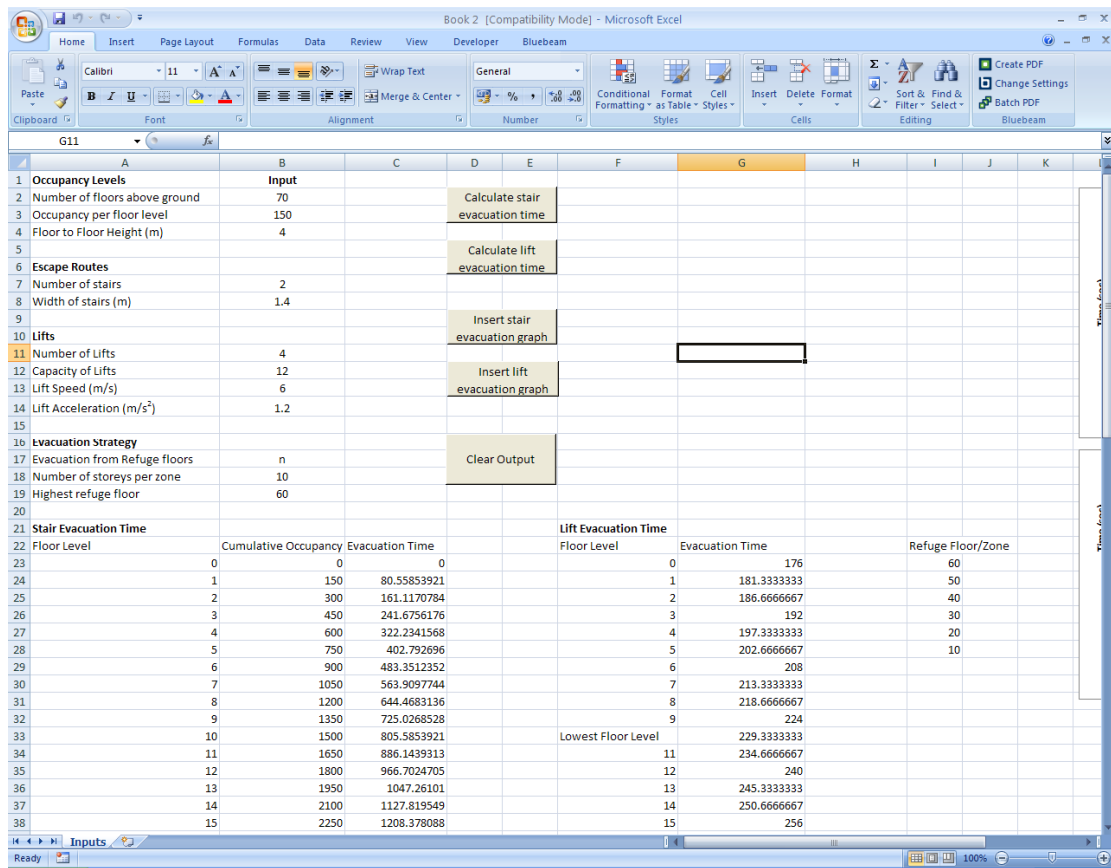 Book 2 [Compatibility Mode] - Microsoft Excel
Home Insert Page Layout Formulas Data Review View Developer Bluebeam
Paste
Clipboard
Calibri 11 A A
B I U A
Font
Wrap Text
Merge & Center
Alignment
General
% , .0 .00 .00 .0
Number
Conditional Formatting
Format as Table
Cell Styles
Styles
Insert Delete Format
Cells
Σ
Sort & Filter
Find & Select
Editing
Create PDF
Change Settings
Batch PDF
Bluebeam
G11 fx
A B C D E F G H I J K
1 Occupancy Levels Input
2 Number of floors above ground 70
Calculate stair evacuation time
3 Occupancy per floor level 150
4 Floor to Floor Height (m) 4
5
Calculate lift evacuation time
6 Escape Routes
7 Number of stairs 2
8 Width of stairs (m) 1.4
9
Insert stair evacuation graph
10 Lifts
11 Number of Lifts 4
12 Capacity of Lifts 12
Insert lift evacuation graph
13 Lift Speed (m/s) 6
14 Lift Acceleration (m/s²) 1.2
15
16 Evacuation Strategy
17 Evacuation from Refuge floors n
Clear Output
18 Number of storeys per zone 10
19 Highest refuge floor 60
20
Time (sec)
Time (sec)
21 Stair Evacuation Time Lift Evacuation Time
22 Floor Level Cumulative Occupancy Evacuation Time Floor Level Evacuation Time Refuge Floor/Zone
23 0 0 0 0 176 60
24 1 150 80.55853921 1 181.3333333 50
25 2 300 161.1170784 2 186.6666667 40
26 3 450 241.6756176 3 192 30
27 4 600 322.2341568 4 197.3333333 20
28 5 750 402.792696 5 202.6666667 10
29 6 900 483.3512352 6 208
30 7 1050 563.9097744 7 213.3333333
31 8 1200 644.4683136 8 218.6666667
32 9 1350 725.0268528 9 224
33 10 1500 805.5853921 Lowest Floor Level 229.3333333
34 11 1650 886.1439313 11 234.6666667
35 12 1800 966.7024705 12 240
36 13 1950 1047.26101 13 245.3333333
37 14 2100 1127.819549 14 250.6666667
38 15 2250 1208.378088 15 256
Inputs
Ready 100%